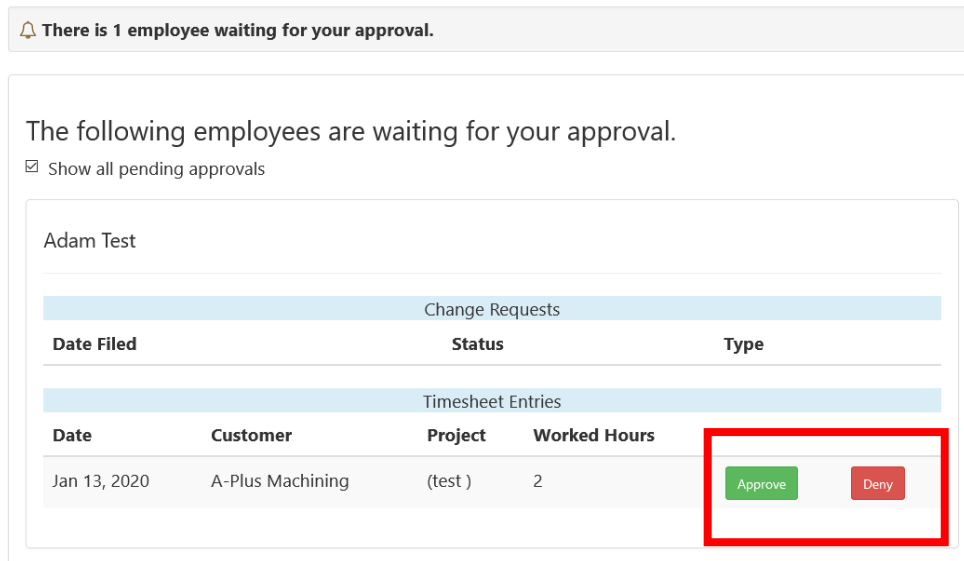 There is 1 employee waiting for your approval.
The following employees are waiting for your approval.
Show all pending approvals
Adam Test
Change Requests
Date Filed Status Type
Timesheet Entries
Date Customer Project Worked Hours
Jan 13, 2020 A-Plus Machining (test ) 2 Approve Deny